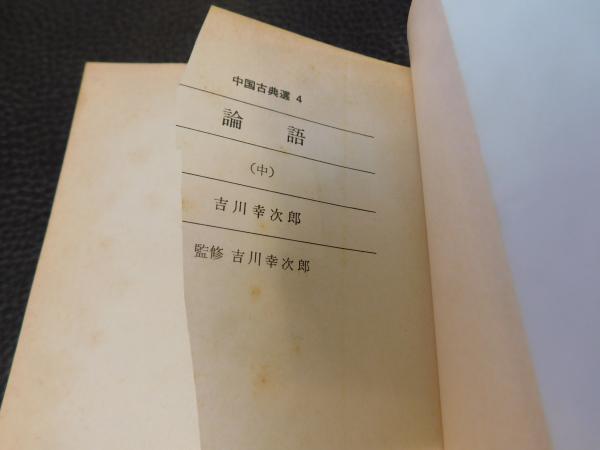 中国古典選 4
論語
(中)
吉川幸次郎
監修 吉川幸次郎